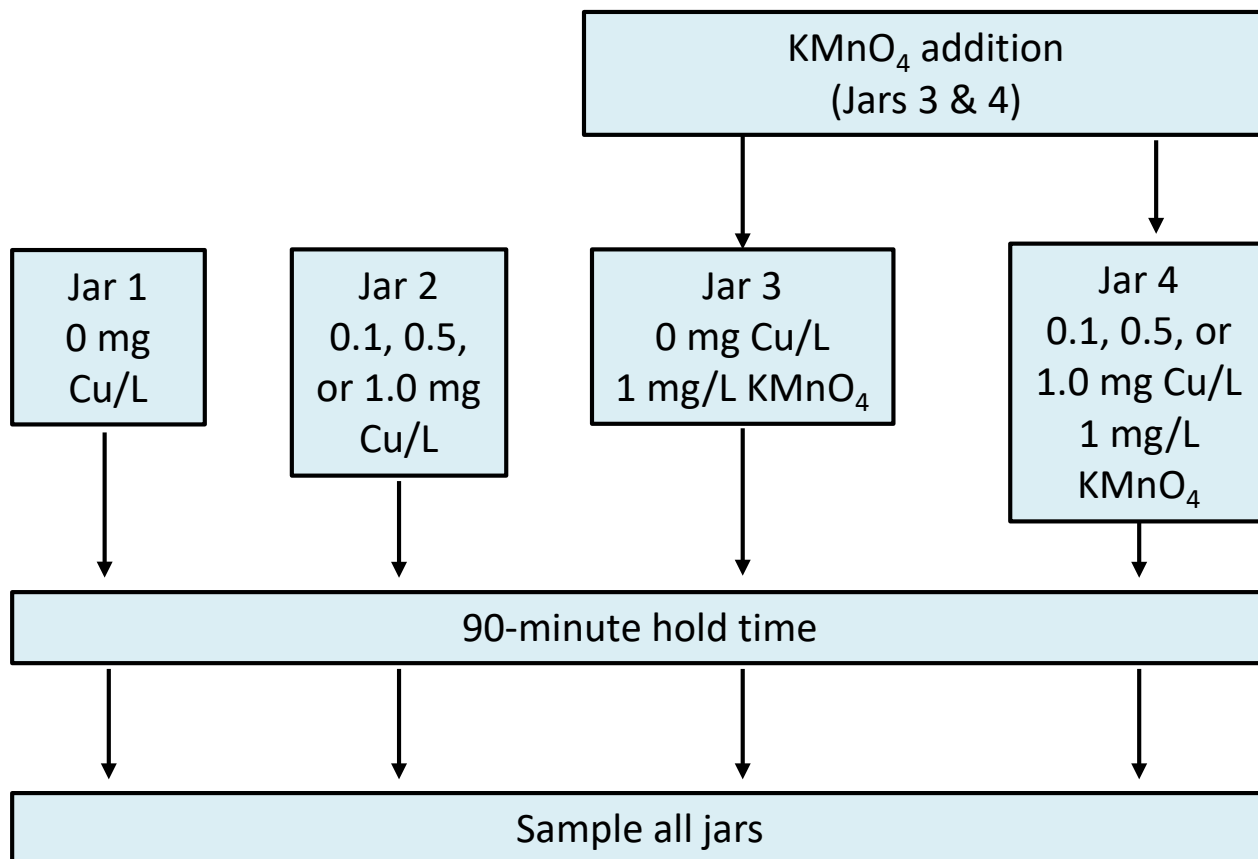 KMnO₄ addition
(Jars 3 & 4)
Jar 1
0 mg
Cu/L
Jar 2
0.1, 0.5,
or 1.0 mg
Cu/L
Jar 3
0 mg Cu/L
1 mg/L KMnO₄
Jar 4
0.1, 0.5, or
1.0 mg Cu/L
1 mg/L
KMnO₄
90-minute hold time
Sample all jars